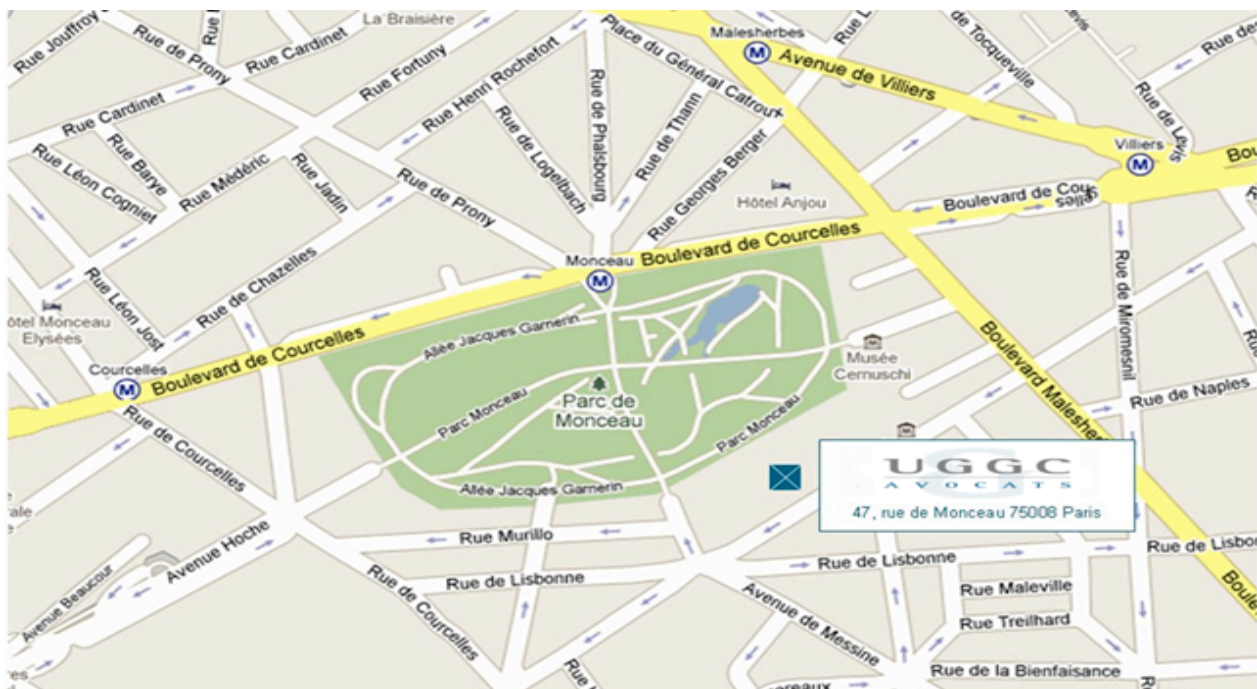 La Braisière
Malesherbes
Rue Jouffroy
Rue de Prony
Rue Cardinet
Rue Fortuny
Rue Henri Rochefort
Place du Général Catroux
Avenue de Villiers
de Tocqueville
Rue de Levis
Villiers
Rue Cardinet
Rue Barye
Rue Léon Cogniet
Rue Médéric
Rue Jadin
Rue de Prony
Rue de Logelbach
Rue de Phalsbourg
Rue de Thann
Rue Georges Berger
Hôtel Anjou
Boulevard de Courcelles
Boulevard de Courcelles
Monceau
Rue de Chazelles
Rue Léon Jost
ôtel Monceau
Elysées
Courcelles
Boulevard de Courcelles
Allée Jacques Garnerin
Musée
Cernuschi
Parc de
Monceau
Parc Monceau
Parc Monceau
Allée Jacques Garnerin
Boulevard Malesher
Rue de Miromesnil
Rue de Naples
UGGC
AVOCATS
47, rue de Monceau 75008 Paris
Rue de Courcelles
Avenue Hoche
Avenue Beaucour
Rue Murillo
Rue de Lisbonne
Rue de Lisbonne
Rue de Lisbon
Rue de Courcelles
Avenue de Messine
Rue Maleville
Rue Treilhard
Rue de la Bienfaisance